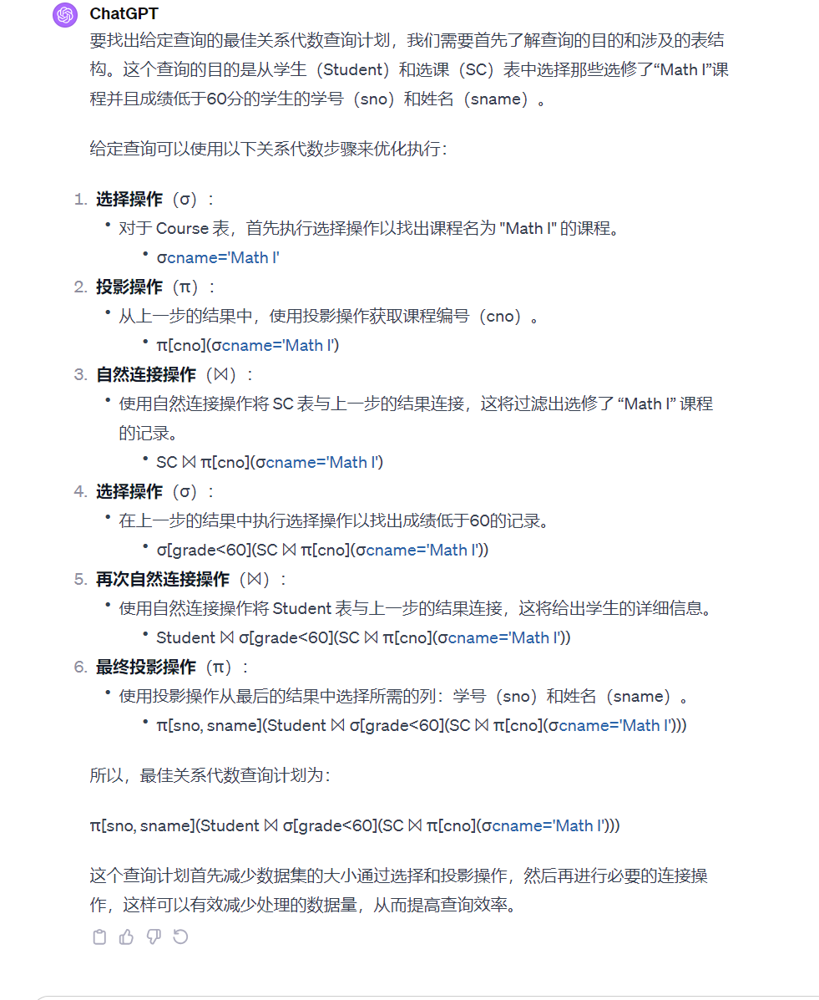 ChatGPT
要找出给定查询的最佳关系代数查询计划，我们需要首先了解查询的目的和涉及的表结
构。这个查询的目的是从学生（Student）和选课（SC）表中选择那些选修了“Math I”课
程并且成绩低于60分的学生的学号（sno）和姓名（sname）。
给定查询可以使用以下关系代数步骤来优化执行：
1. 选择操作（σ）：
• 对于 Course 表，首先执行选择操作以找出课程名为 "Math I" 的课程。
• σcname='Math I'
2. 投影操作（π）：
• 从上一步的结果中，使用投影操作获取课程编号（cno）。
• π[cno](σcname='Math I')
3. 自然连接操作（⋈）：
• 使用自然连接操作将 SC 表与上一步的结果连接，这将过滤出选修了 “Math I” 课程
的记录。
• SC ⋈ π[cno](σcname='Math I')
4. 选择操作（σ）：
• 在上一步的结果中执行选择操作以找出成绩低于60的记录。
• σ[grade<60](SC ⋈ π[cno](σcname='Math I'))
5. 再次自然连接操作（⋈）：
• 使用自然连接操作将 Student 表与上一步的结果连接，这将给出学生的详细信息。
• Student ⋈ σ[grade<60](SC ⋈ π[cno](σcname='Math I'))
6. 最终投影操作（π）：
• 使用投影操作从最后的结果中选择所需的列：学号（sno）和姓名（sname）。
• π[sno, sname](Student ⋈ σ[grade<60](SC ⋈ π[cno](σcname='Math I')))
所以，最佳关系代数查询计划为：
π[sno, sname](Student ⋈ σ[grade<60](SC ⋈ π[cno](σcname='Math I')))
这个查询计划首先减少数据集的大小通过选择和投影操作，然后再进行必要的连接操
作，这样可以有效减少处理的数据量，从而提高查询效率。